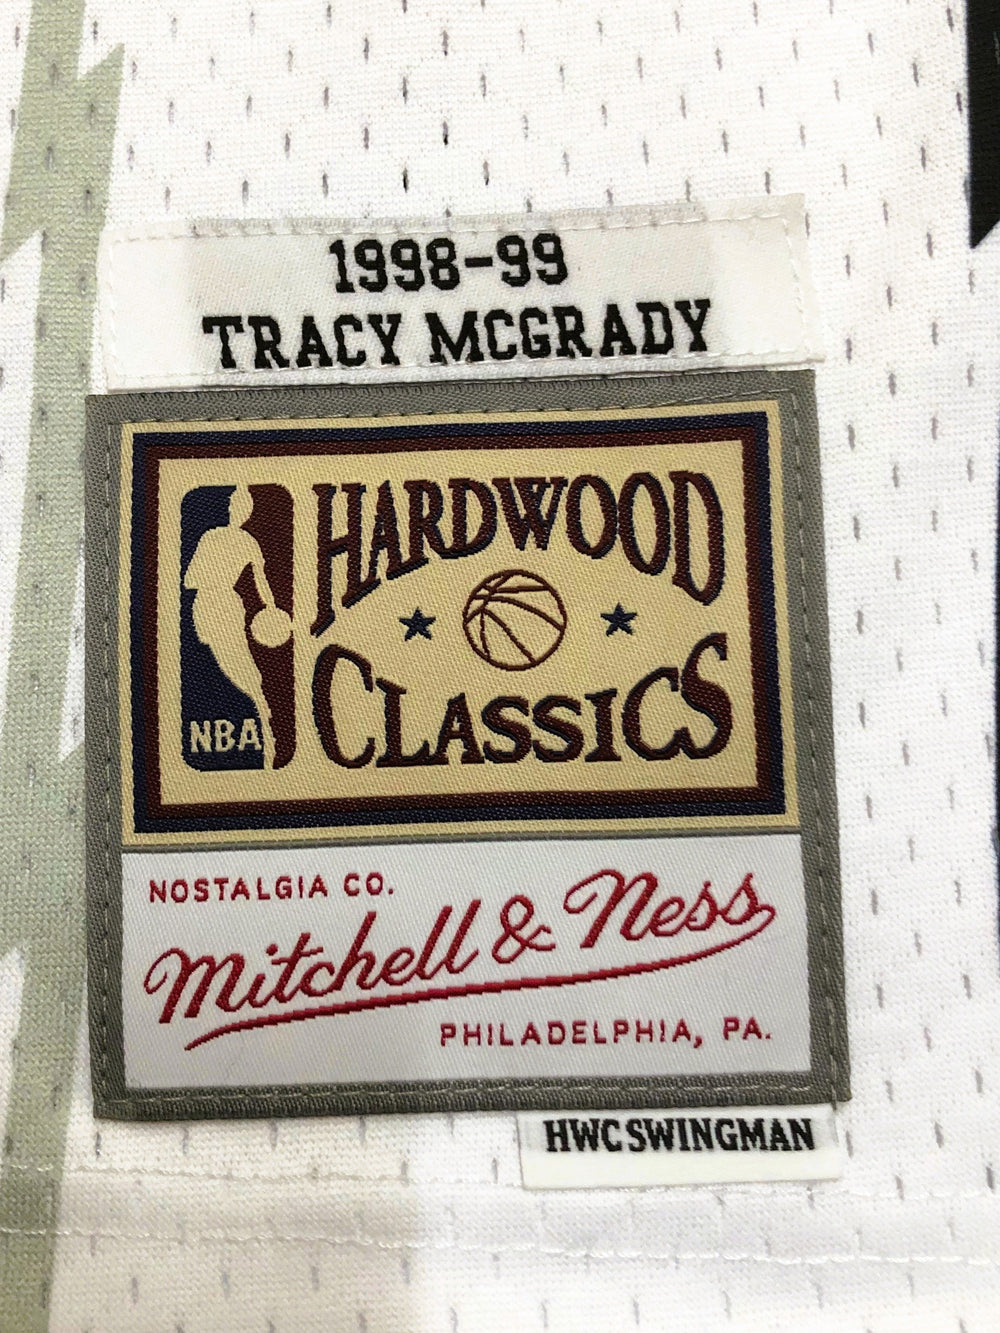 1998-99
TRACY MCGRADY
HARDWOOD
CLASSICS
NBA
NOSTALGIA CO.
Mitchell & Ness
PHILADELPHIA, PA.
HWC SWINGMAN